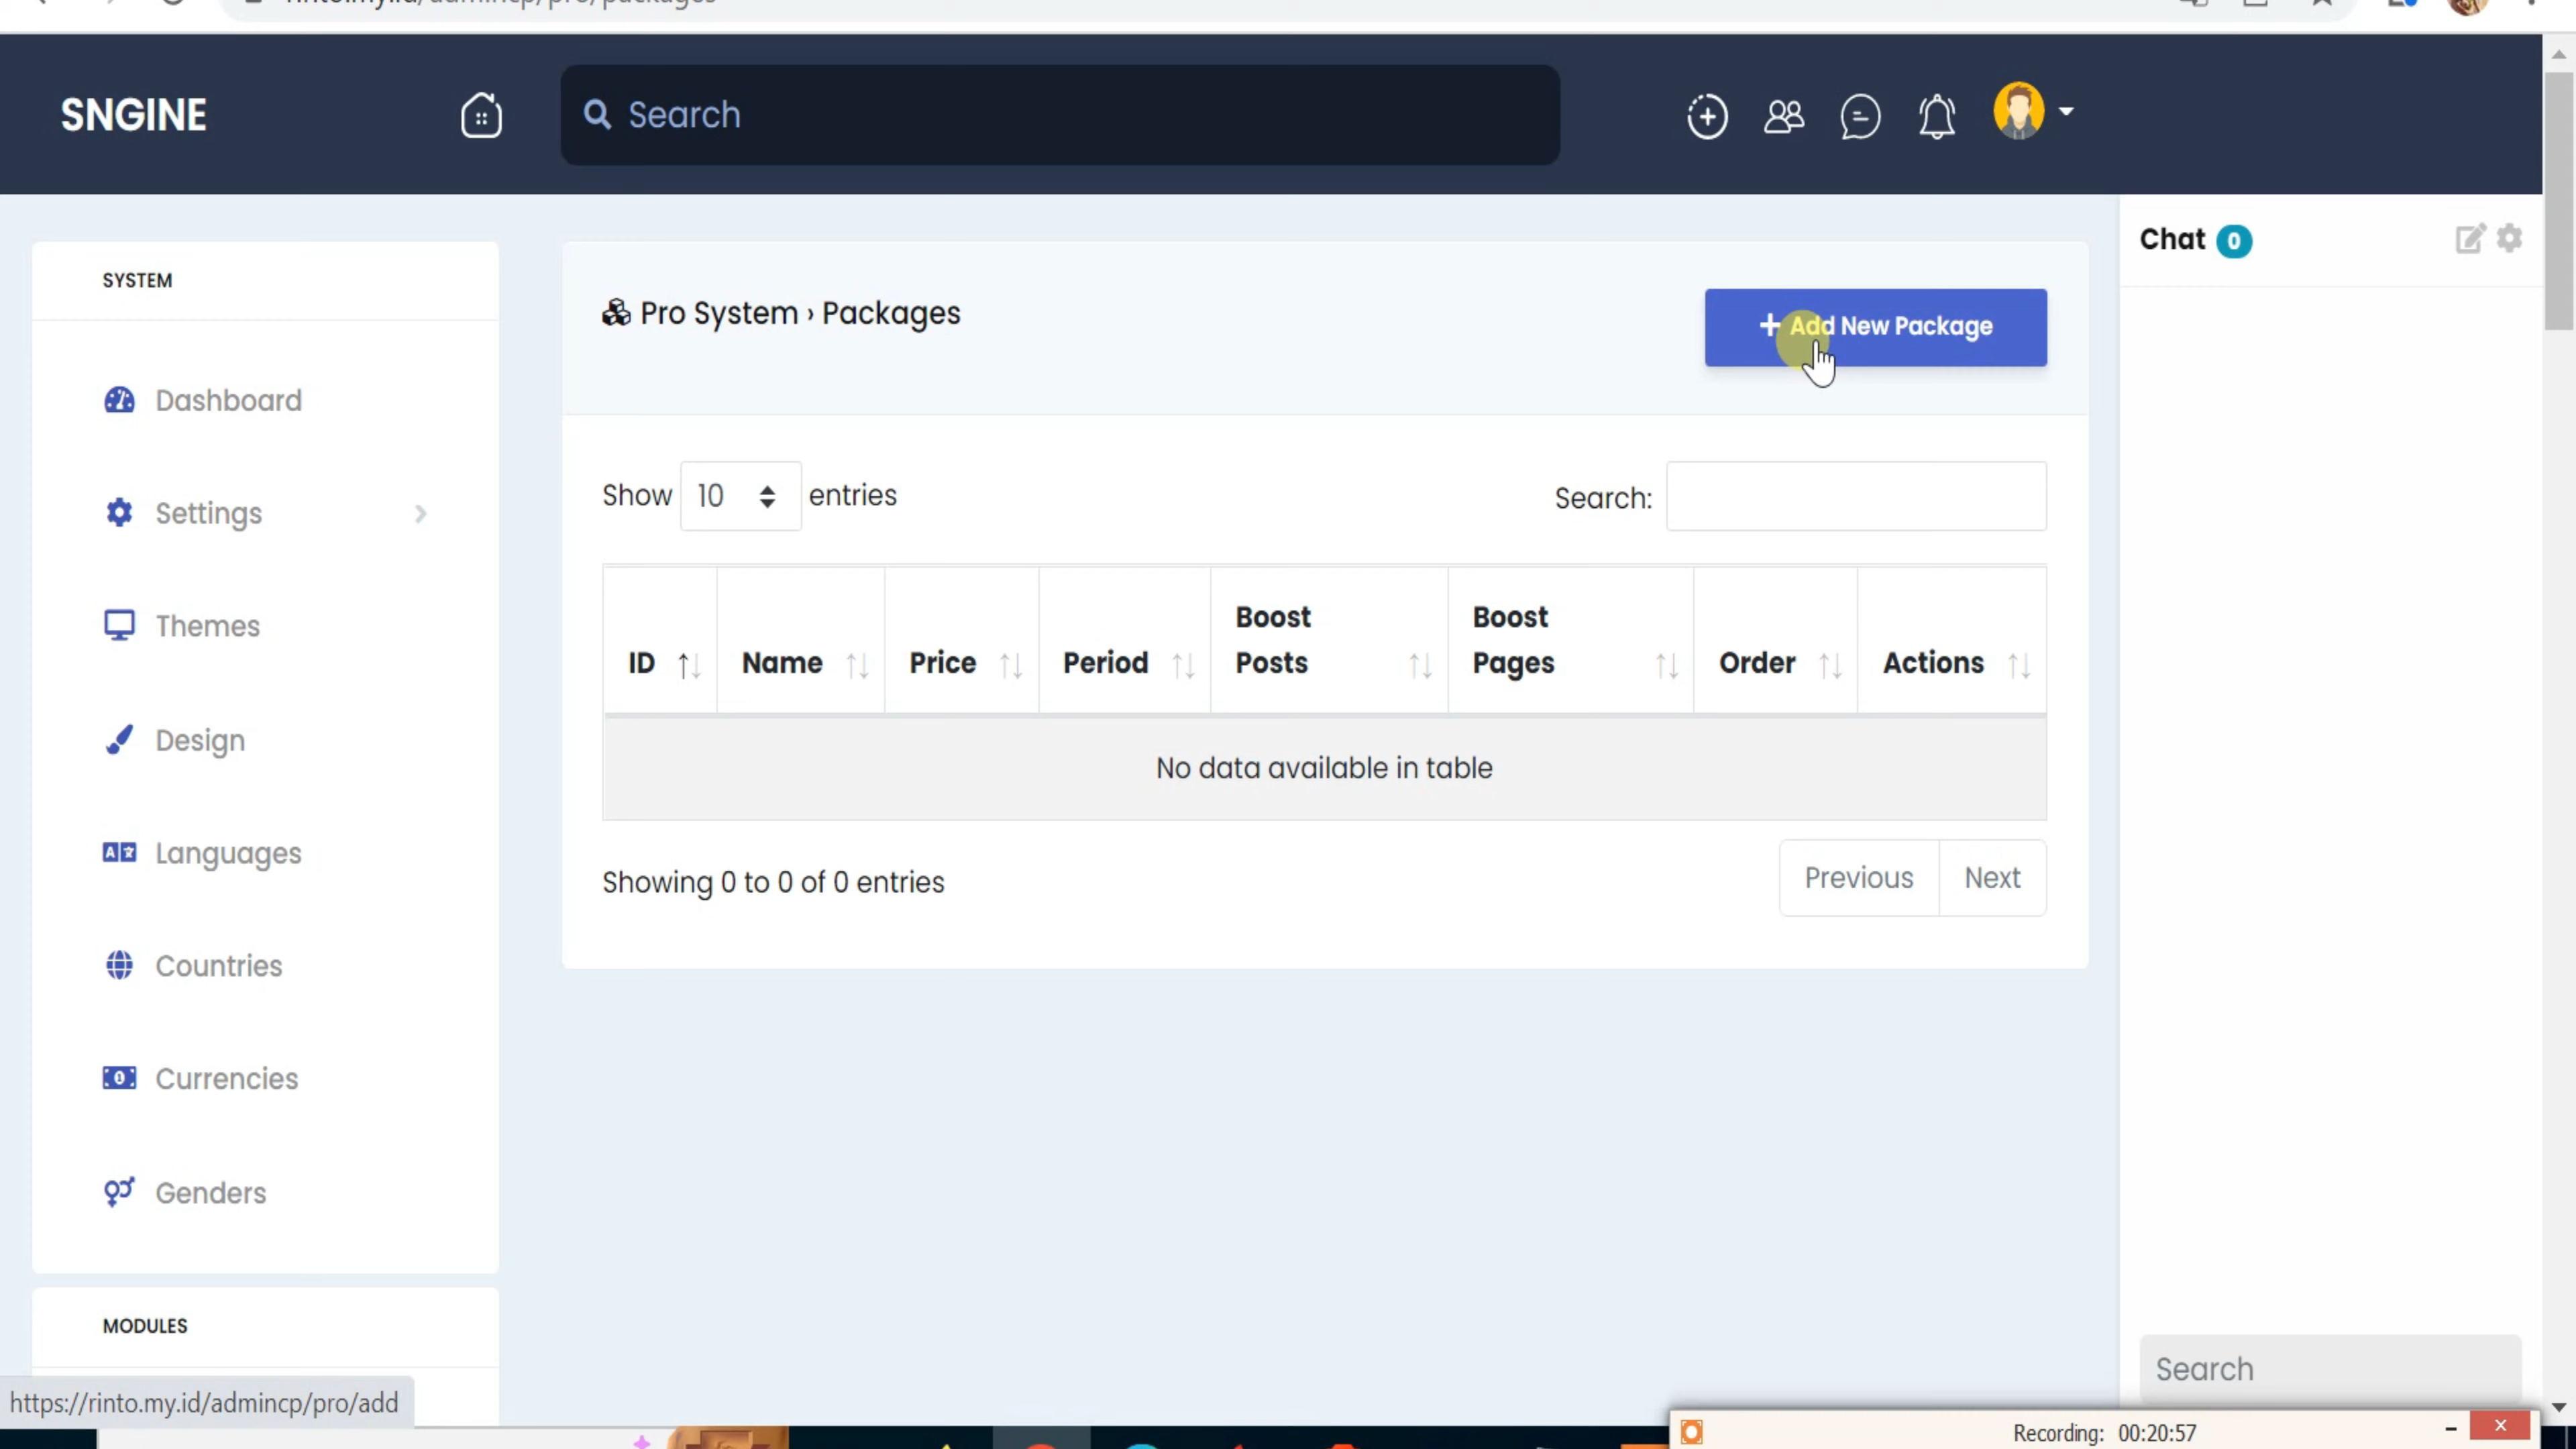 rinto.my.id/admincp/pro/packages
SNGINE
Search
Chat 0
SYSTEM
Dashboard
Settings
Themes
Design
Languages
Countries
Currencies
Genders
MODULES
Pro System › Packages
+ Add New Package
Show 10 entries
Search:
ID Name Price Period Boost Posts Boost Pages Order Actions
No data available in table
Showing 0 to 0 of 0 entries
Previous Next
Search
https://rinto.my.id/admincp/pro/add
Recording: 00:20:57